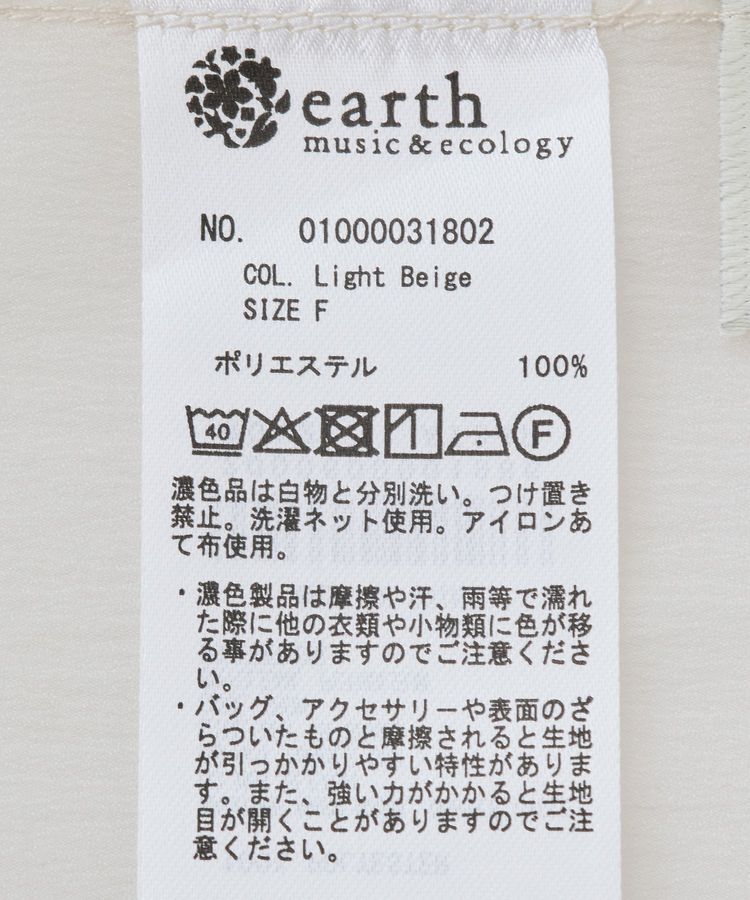 earth
music&ecology
NO. 01000031802
COL. Light Beige
SIZE F
ポリエステル 100%
40
F
濃色品は白物と分別洗い。つけ置き
禁止。洗濯ネット使用。アイロンあ
て布使用。
・濃色製品は摩擦や汗、雨等で濡れ
た際に他の衣類や小物類に色が移
る事がありますのでご注意くださ
い。
・バッグ、アクセサリーや表面のざ
らついたものと摩擦されると生地
が引っかかりやすい特性がありま
す。また、強い力がかかると生地
目が開くことがありますのでご注
意ください。